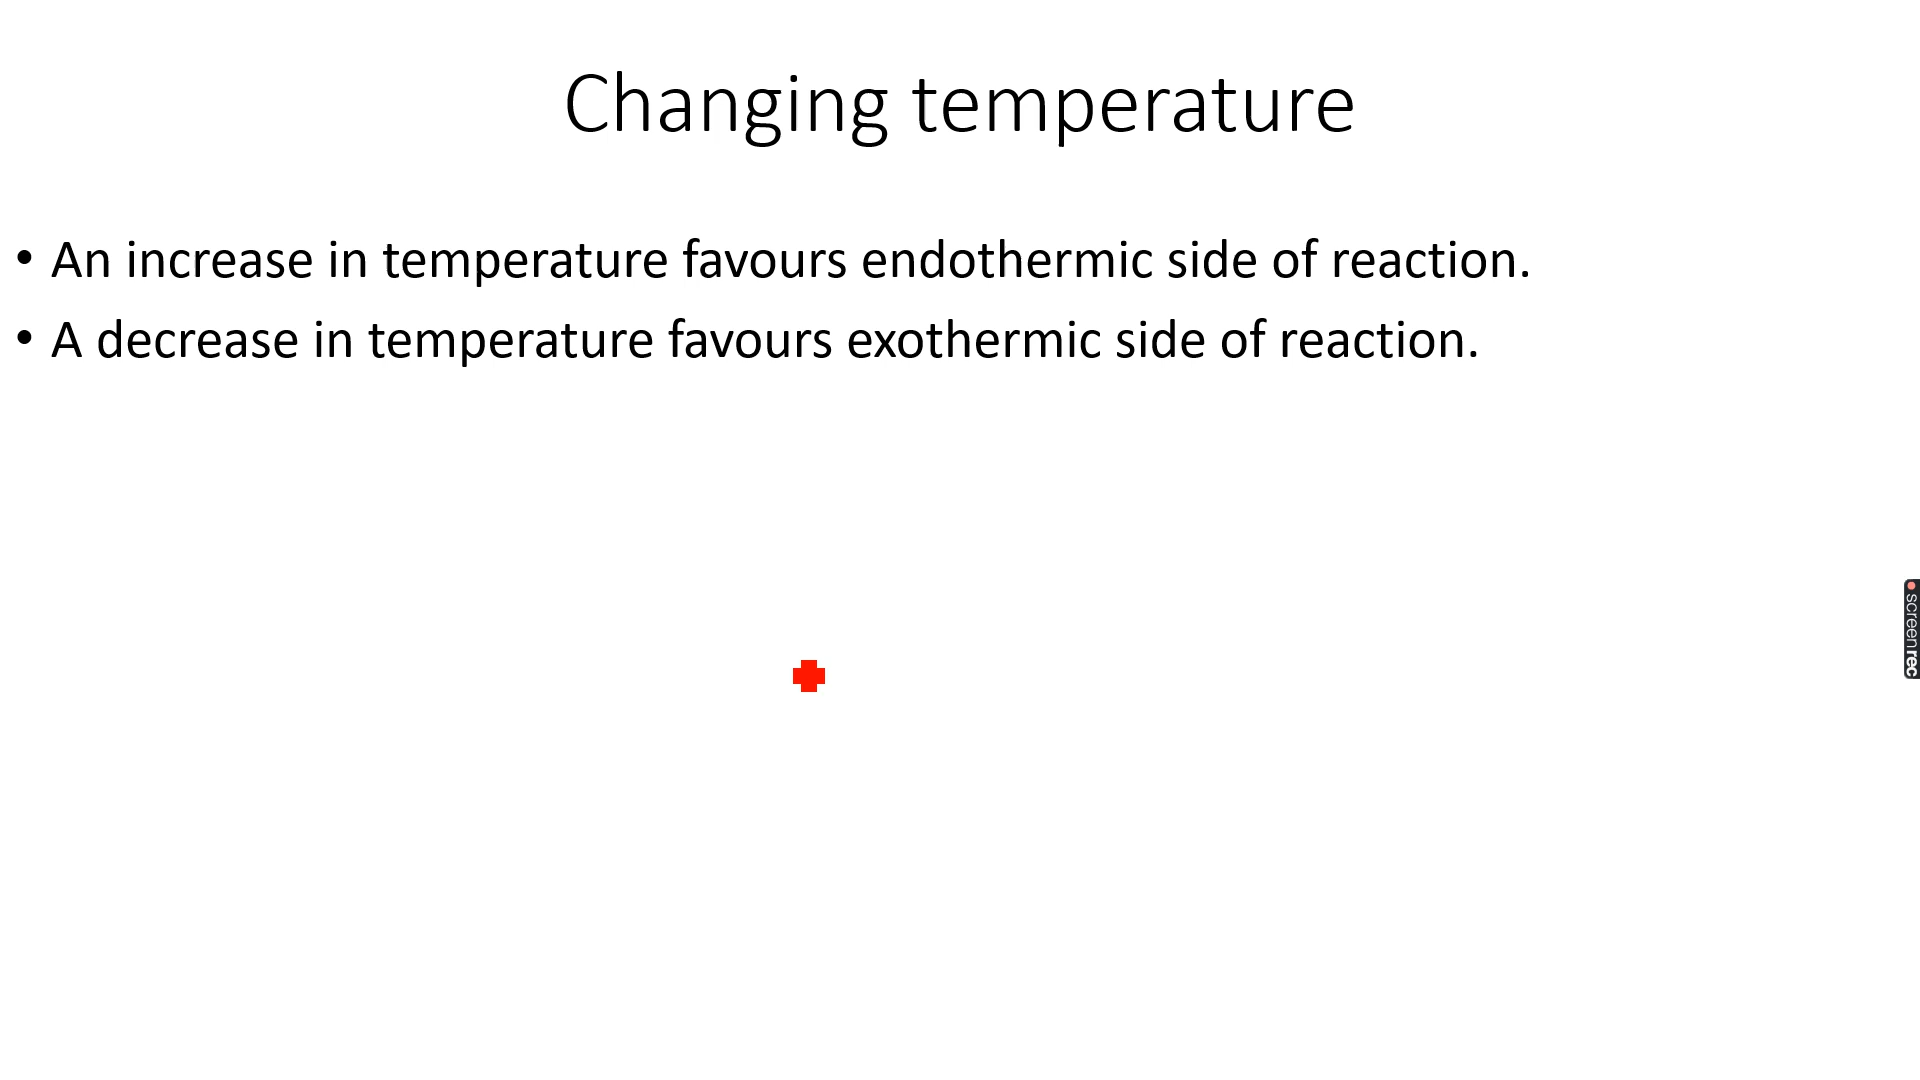 Changing temperature
• An increase in temperature favours endothermic side of reaction.
• A decrease in temperature favours exothermic side of reaction.
screenrec